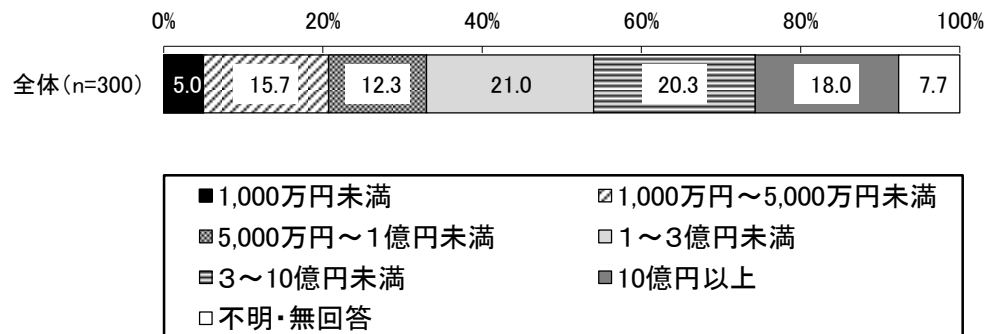 0% 20% 40% 60% 80% 100%
全体（n=300） 5.0 15.7 12.3 21.0 20.3 18.0 7.7
1,000万円未満 1,000万円～5,000万円未満
5,000万円～１億円未満 １～３億円未満
３～10億円未満 10億円以上
不明・無回答